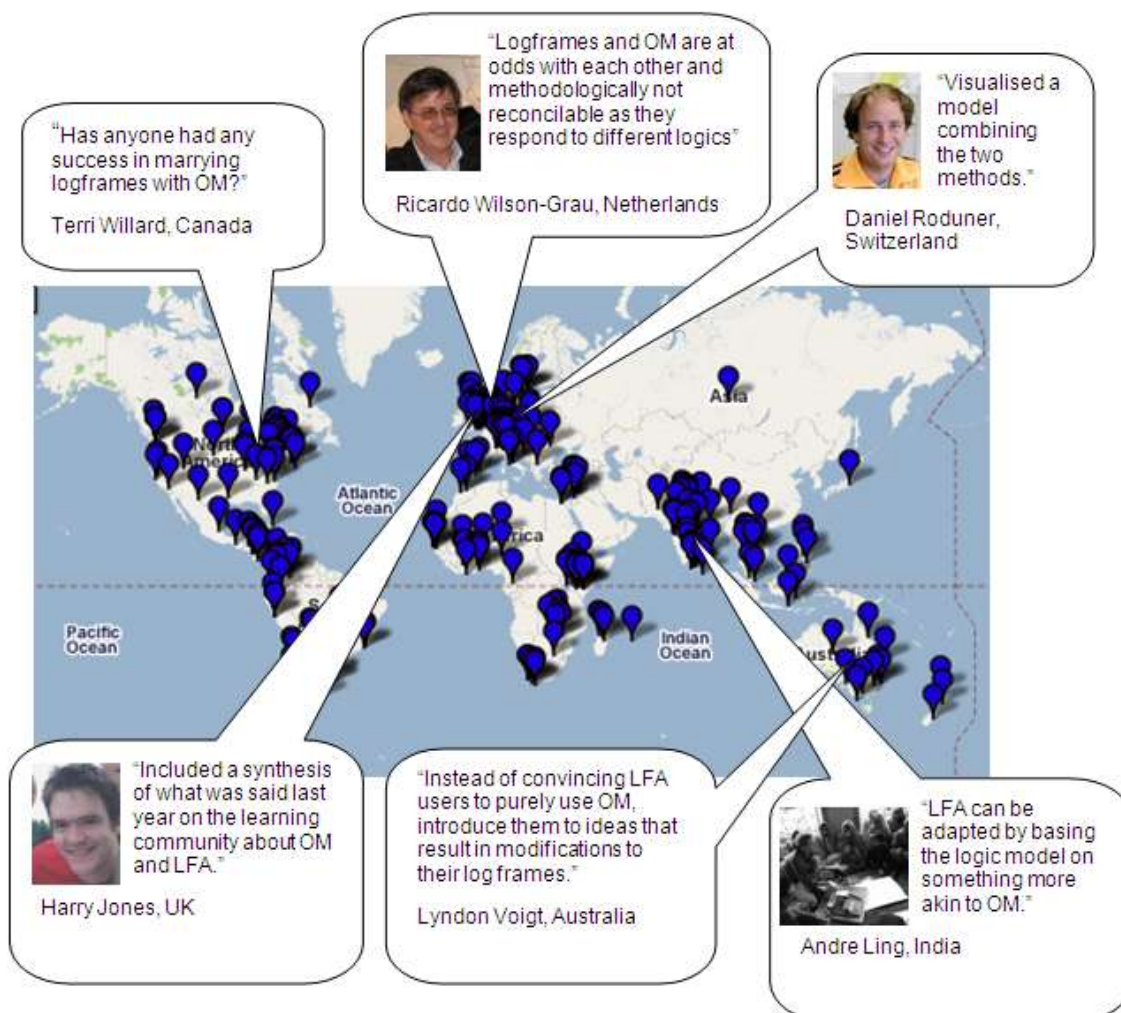 “Logframes and OM are at
odds with each other and
methodologically not
reconcilable as they
respond to different logics”
Ricardo Wilson-Grau, Netherlands
“Visualised a
model
combining
the two
methods.”
Daniel Roduner,
Switzerland
“Has anyone had any
success in marrying
logframes with OM?”
Terri Willard, Canada
Asia
North
America
Atlantic
Ocean
Pacific
Ocean
Indian
Ocean
“Included a synthesis
of what was said last
year on the learning
community about OM
and LFA.”
Harry Jones, UK
“Instead of convincing LFA
users to purely use OM,
introduce them to ideas that
result in modifications to
their log frames.”
Lyndon Voigt, Australia
“LFA can be
adapted by basing
the logic model on
something more
akin to OM.”
Andre Ling, India